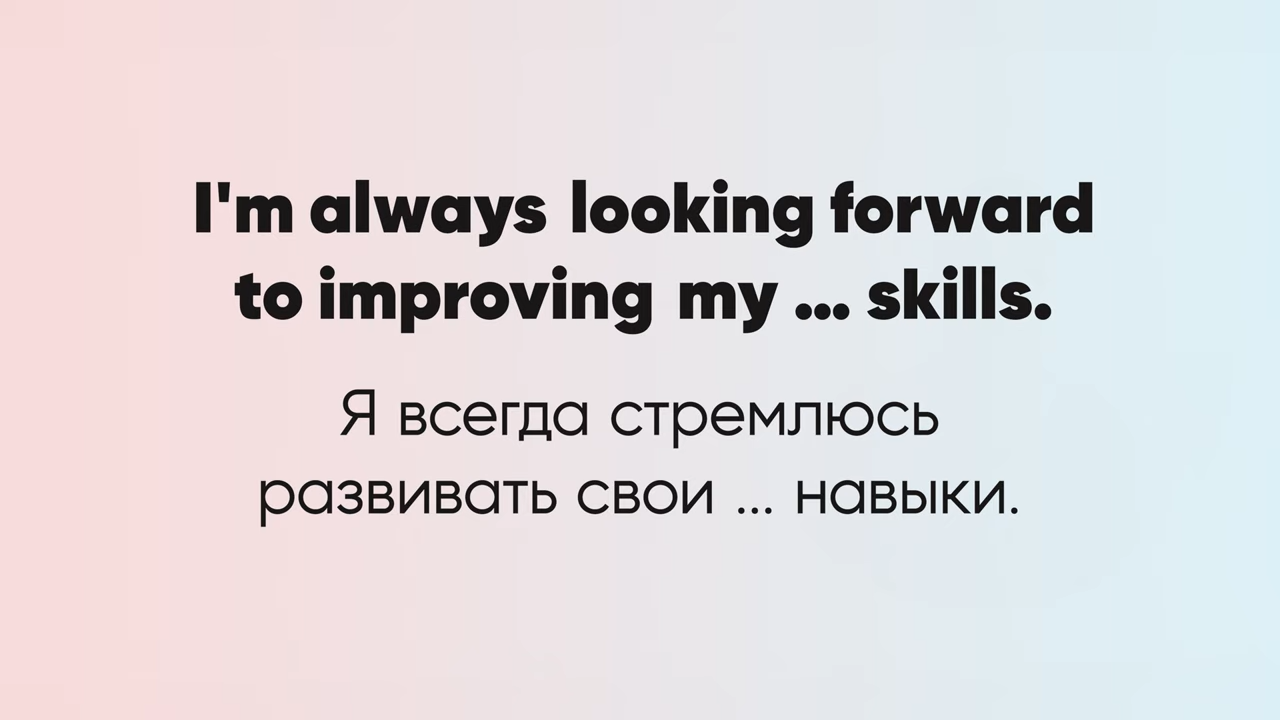 I'm always looking forward
to improving my ... skills.
Я всегда стремлюсь
развивать свои ... навыки.